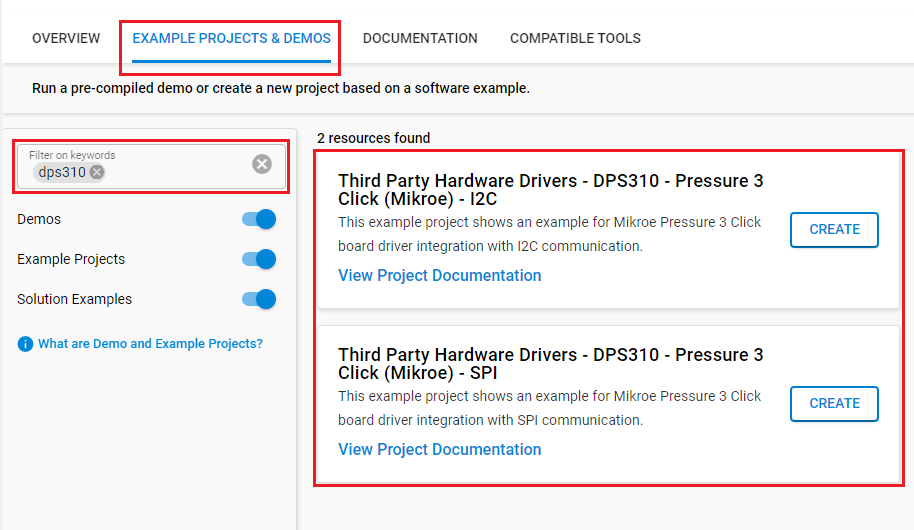 OVERVIEW
EXAMPLE PROJECTS & DEMOS
DOCUMENTATION
COMPATIBLE TOOLS
Run a pre-compiled demo or create a new project based on a software example.
Filter on keywords
dps310
Demos
Example Projects
Solution Examples
What are Demo and Example Projects?
2 resources found
Third Party Hardware Drivers - DPS310 - Pressure 3
Click (Mikroe) - I2C
This example project shows an example for Mikroe Pressure 3 Click
board driver integration with I2C communication.
View Project Documentation
CREATE
Third Party Hardware Drivers - DPS310 - Pressure 3
Click (Mikroe) - SPI
This example project shows an example for Mikroe Pressure 3 Click
board driver integration with SPI communication.
View Project Documentation
CREATE